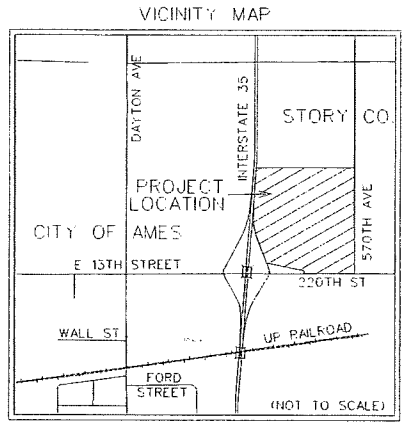 VICINITY MAP
DAYTON AVE
INTERSTATE 35
STORY CO.
PROJECT
LOCATION
570TH AVE
CITY OF AMES
E 13TH STREET
220TH ST
WALL ST
UP RAILROAD
FORD
STREET
(NOT TO SCALE)